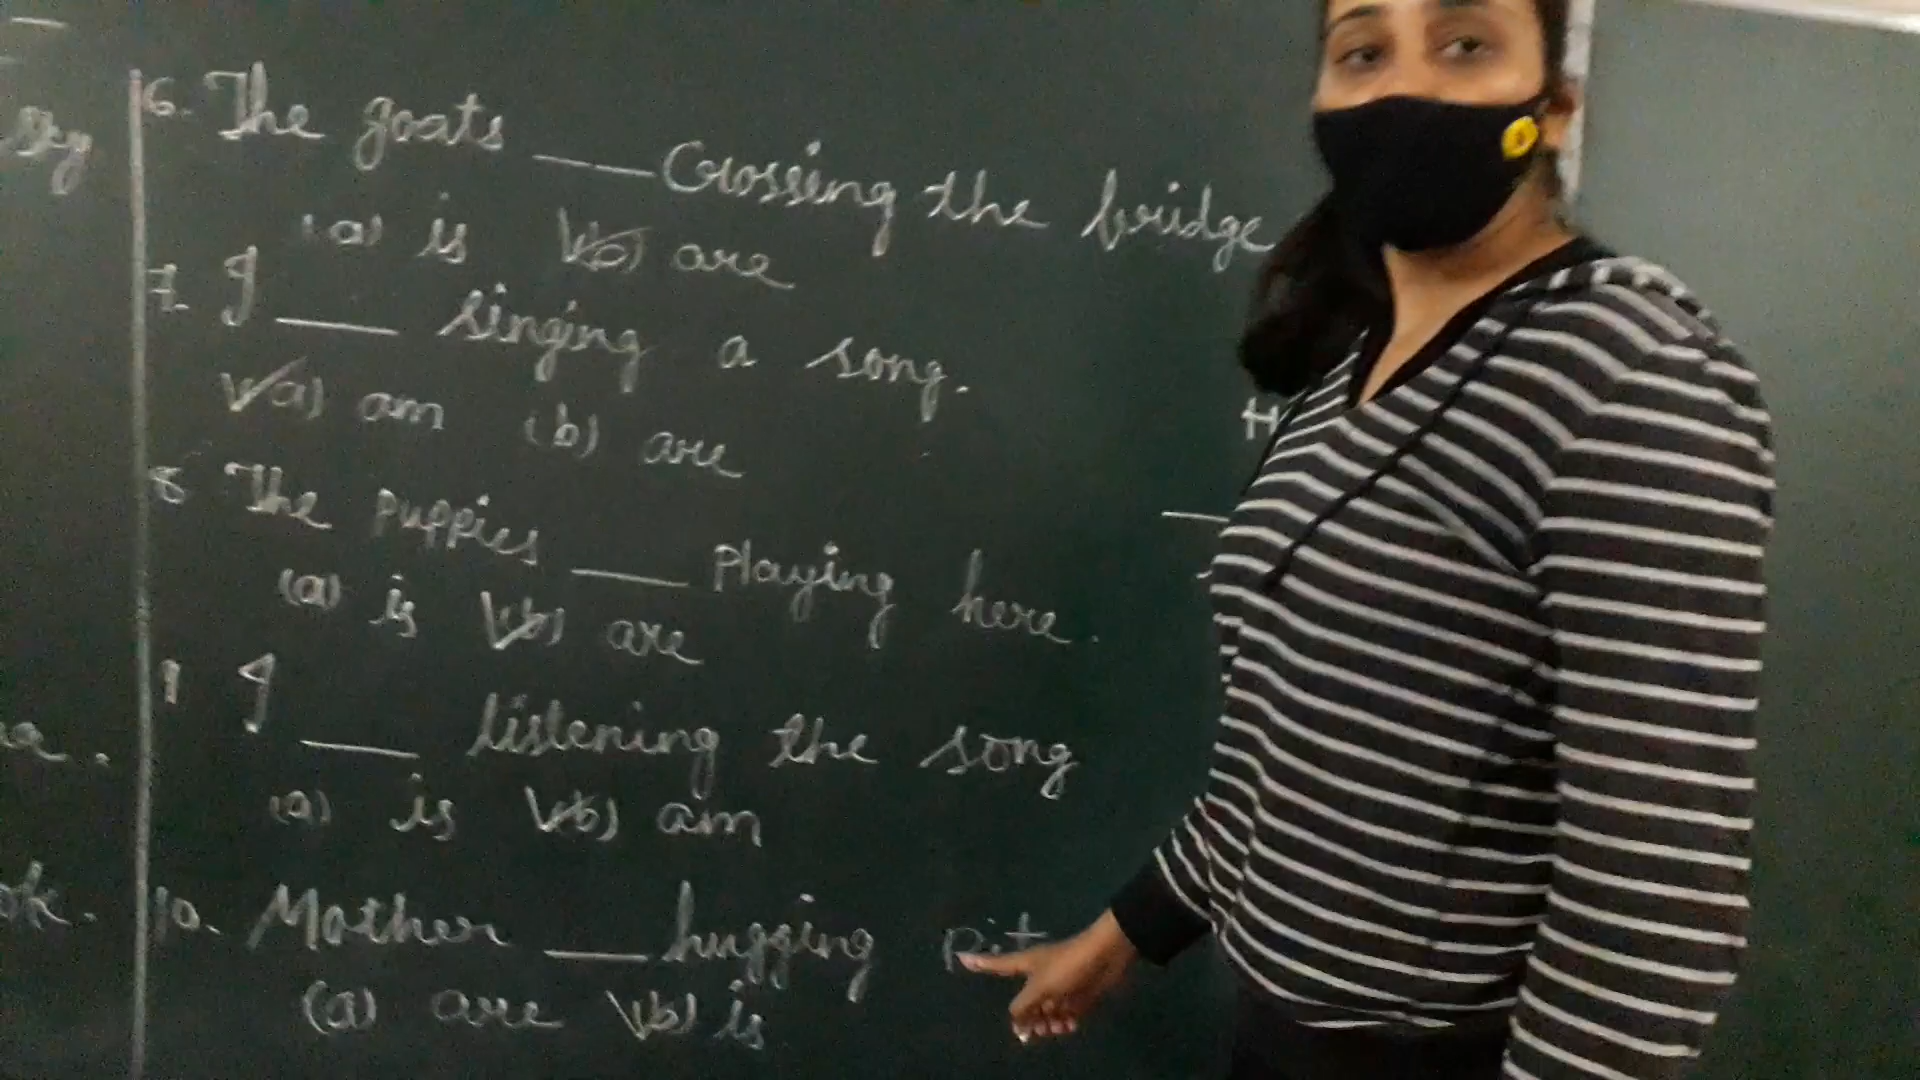 6. The goats ___ Crossing the bridge
(a) is (b) are
7. I ___ singing a song.
(a) am (b) are
8 The Puppies ___ Playing here.
(a) is (b) are
9 I ___ listening the song
(a) is (b) am
10. Mother ___ hugging
(a) are (b) is